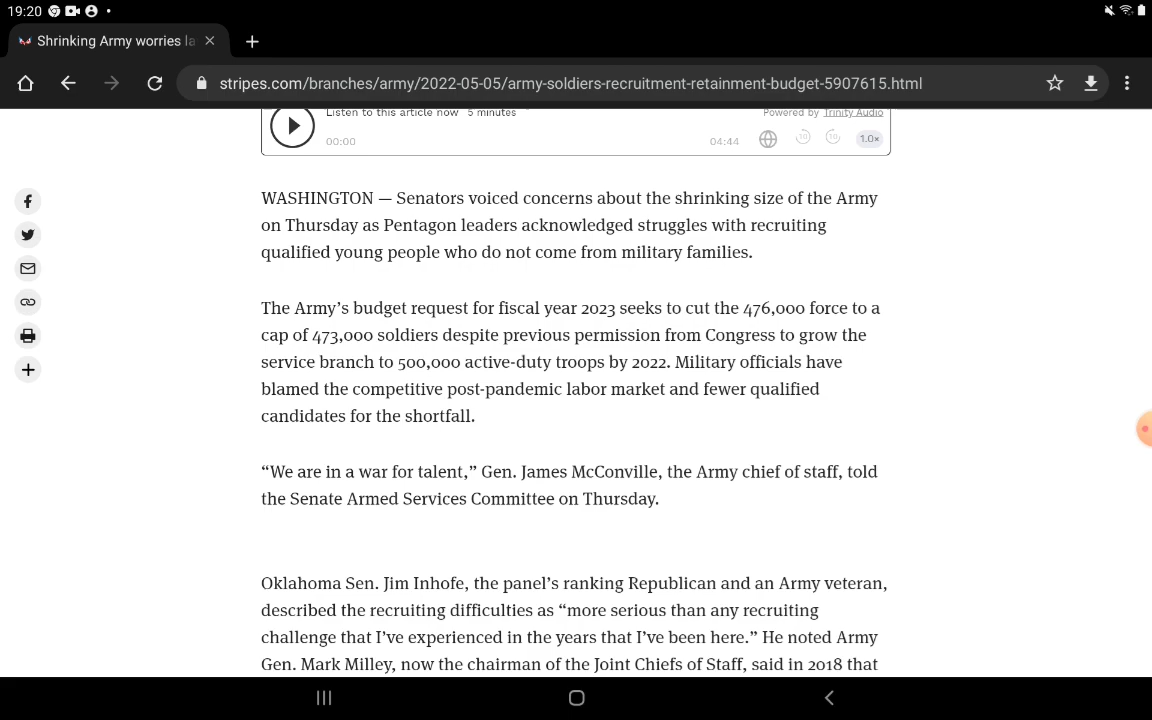 19:20
Shrinking Army worries la
stripes.com/branches/army/2022-05-05/army-soldiers-recruitment-retainment-budget-5907615.html
Listen to this article now 5 minutes
Powered by Trinity Audio
00:00
04:44
10
10
1.0×
WASHINGTON — Senators voiced concerns about the shrinking size of the Army
on Thursday as Pentagon leaders acknowledged struggles with recruiting
qualified young people who do not come from military families.
The Army’s budget request for fiscal year 2023 seeks to cut the 476,000 force to a
cap of 473,000 soldiers despite previous permission from Congress to grow the
service branch to 500,000 active-duty troops by 2022. Military officials have
blamed the competitive post-pandemic labor market and fewer qualified
candidates for the shortfall.
“We are in a war for talent,” Gen. James McConville, the Army chief of staff, told
the Senate Armed Services Committee on Thursday.
Oklahoma Sen. Jim Inhofe, the panel’s ranking Republican and an Army veteran,
described the recruiting difficulties as “more serious than any recruiting
challenge that I’ve experienced in the years that I’ve been here.” He noted Army
Gen. Mark Milley, now the chairman of the Joint Chiefs of Staff, said in 2018 that